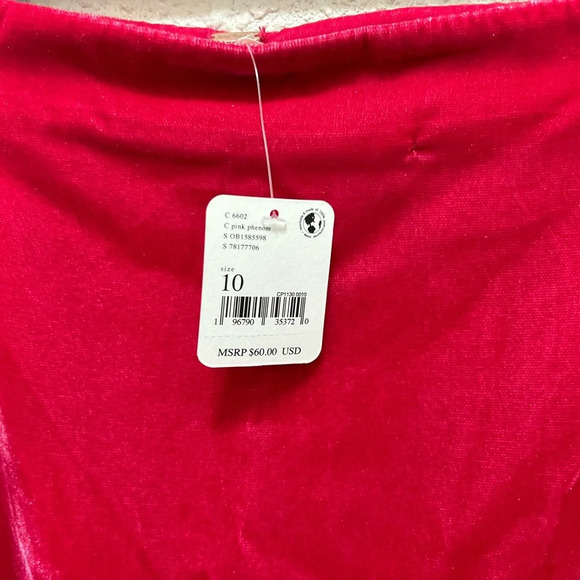 C 6602
C pink phenom
S OB1585598
S 78177706
size
10
CP1130 0010
1 96790 35372 0
MSRP $60.00 USD